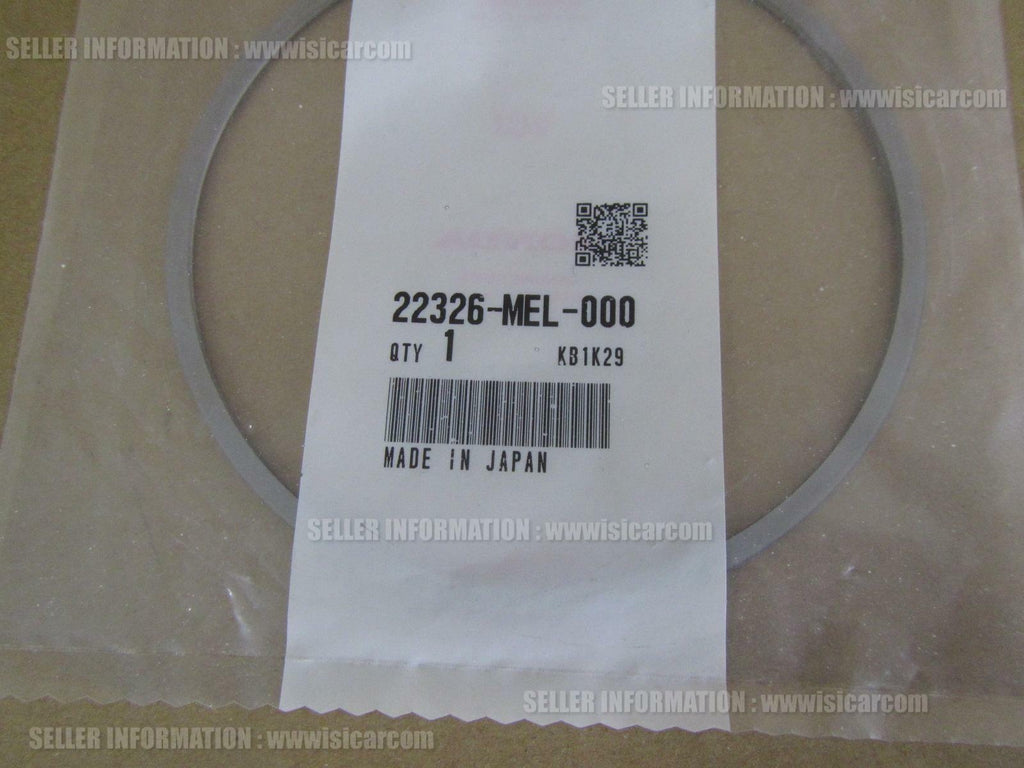 SELLER INFORMATION : wwwisicarcom
SELLER INFORMATION : wwwisicarcom
22326-MEL-000
QTY 1 KB1K29
MADE IN JAPAN
SELLER INFORMATION : wwwisicarcom
SELLER INFORMATION : wwwisicarcom
SELLER INFORMATION : wwwisicarcom